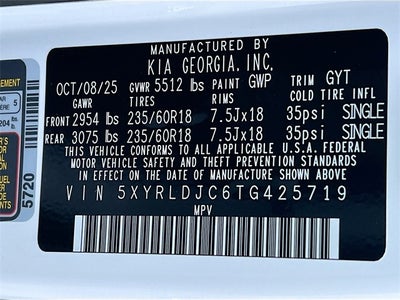 MANUFACTURED BY
KIA GEORGIA, INC.
OCT/08/25 GVWR 5512 lbs PAINT GWP TRIM GYT
GAWR TIRES RIMS COLD TIRE INFL
FRONT 2954 lbs 235/60R18 7.5Jx18 35psi SINGLE
REAR 3075 lbs 235/60R18 7.5Jx18 35psi SINGLE
THIS VEHICLE CONFORMS TO ALL APPLICABLE U.S.A. FEDERAL
MOTOR VEHICLE SAFETY AND THEFT PREVENTION STANDARDS
IN EFFECT ON THE DATE OF MANUFACTURE SHOWN ABOVE
VIN 5XYRLDJC6TG425719
MPV
5720